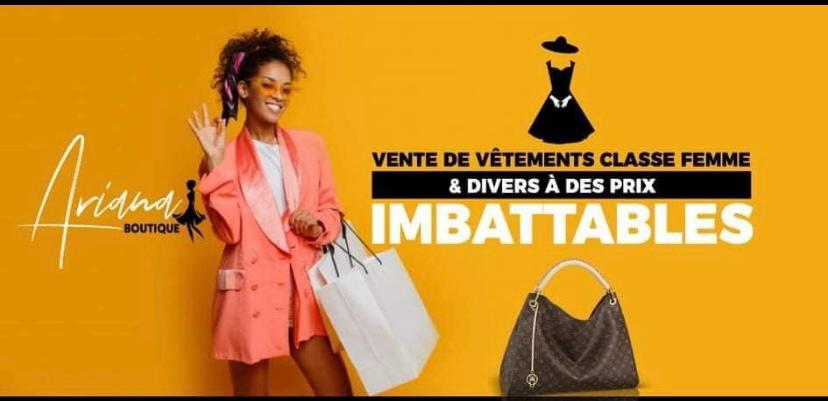 Ariana
BOUTIQUE
VENTE DE VÊTEMENTS CLASSE FEMME
& DIVERS À DES PRIX
IMBATTABLES